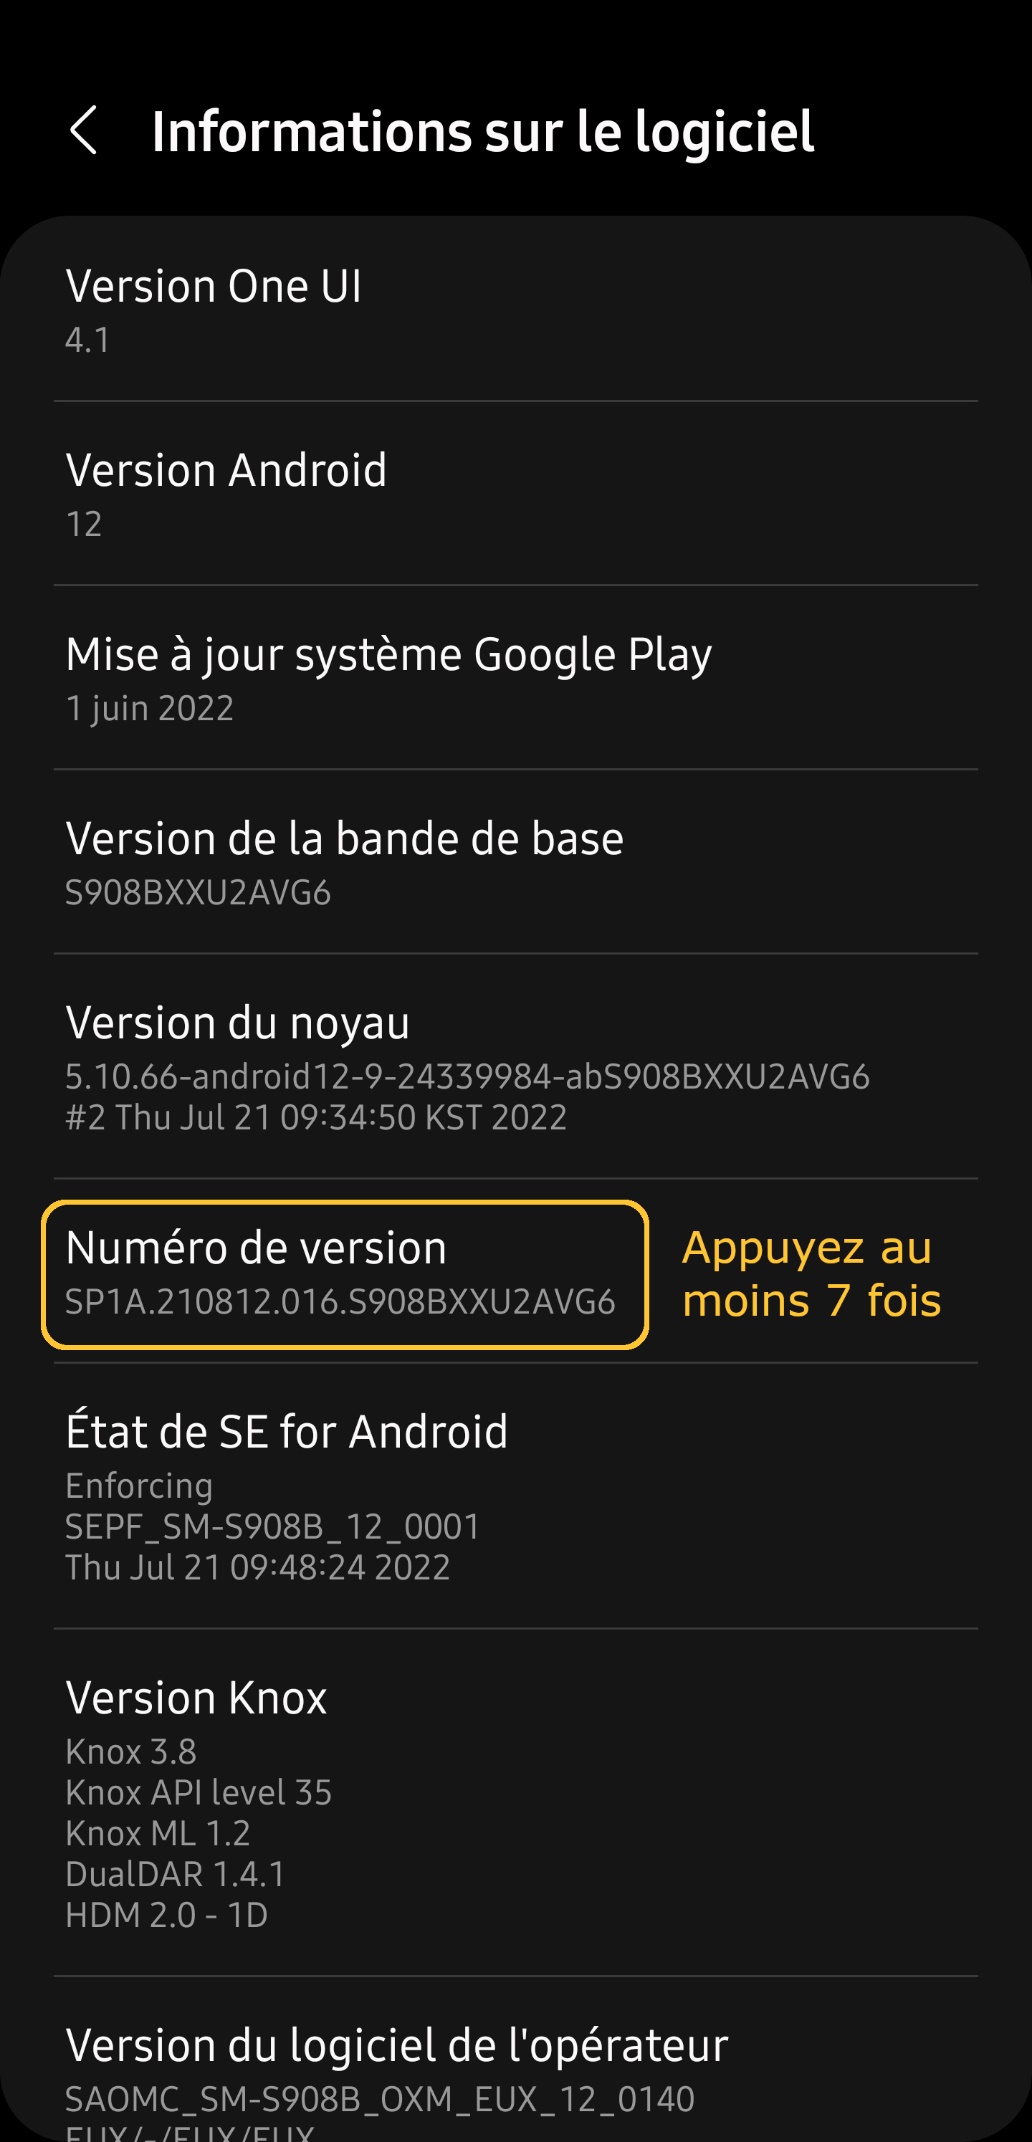 Informations sur le logiciel
Version One UI
4.1
Version Android
12
Mise à jour système Google Play
1 juin 2022
Version de la bande de base
S908BXXU2AVG6
Version du noyau
5.10.66-android12-9-24339984-abS908BXXU2AVG6
#2 Thu Jul 21 09:34:50 KST 2022
Numéro de version
SP1A.210812.016.S908BXXU2AVG6
Appuyez au
moins 7 fois
État de SE for Android
Enforcing
SEPF_SM-S908B_12_0001
Thu Jul 21 09:48:24 2022
Version Knox
Knox 3.8
Knox API level 35
Knox ML 1.2
DualDAR 1.4.1
HDM 2.0 - 1D
Version du logiciel de l'opérateur
SAOMC_SM-S908B_OXM_EUX_12_0140
EUX/-/EUX/EUX